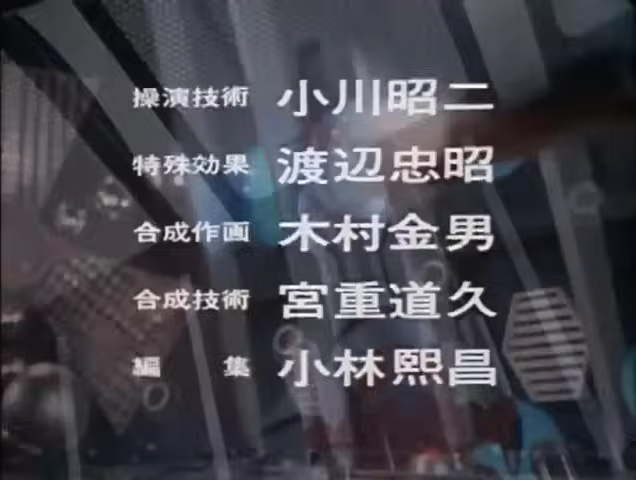 操演技術 小川昭二
特殊効果 渡辺忠昭
合成作画 木村金男
合成技術 宮重道久
編集 小林熙昌